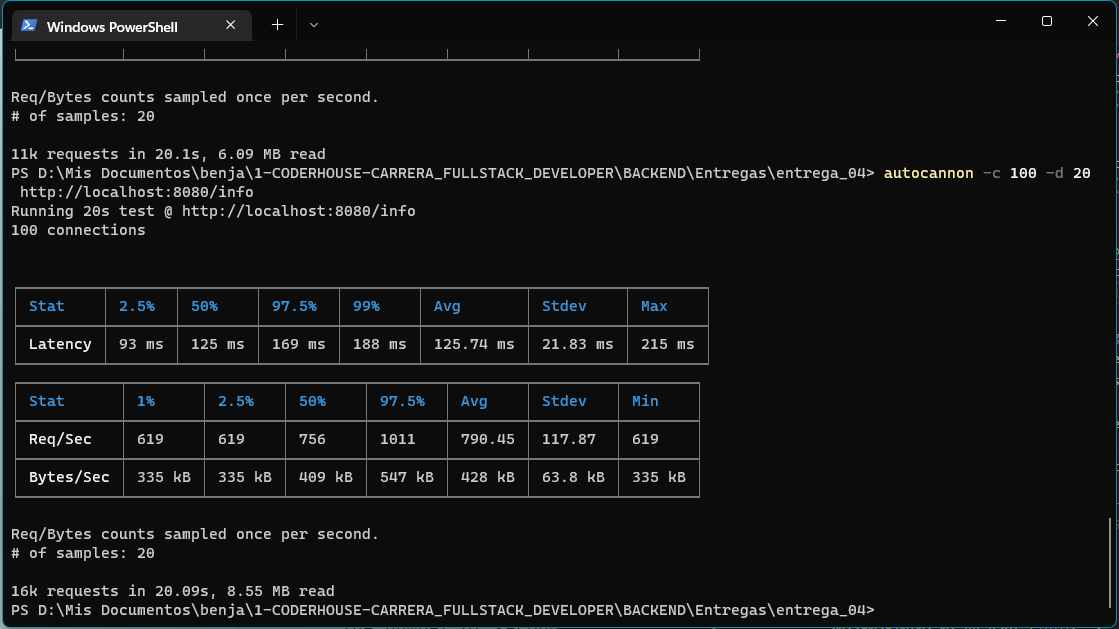 Windows PowerShell
Req/Bytes counts sampled once per second.
# of samples: 20
11k requests in 20.1s, 6.09 MB read
PS D:\Mis Documentos\benja\1-CODERHOUSE-CARRERA_FULLSTACK_DEVELOPER\BACKEND\Entregas\entrega_04> autocannon -c 100 -d 20
http://localhost:8080/info
Running 20s test @ http://localhost:8080/info
100 connections
Stat 2.5% 50% 97.5% 99% Avg Stdev Max
Latency 93 ms 125 ms 169 ms 188 ms 125.74 ms 21.83 ms 215 ms
Stat 1% 2.5% 50% 97.5% Avg Stdev Min
Req/Sec 619 619 756 1011 790.45 117.87 619
Bytes/Sec 335 kB 335 kB 409 kB 547 kB 428 kB 63.8 kB 335 kB
Req/Bytes counts sampled once per second.
# of samples: 20
16k requests in 20.09s, 8.55 MB read
PS D:\Mis Documentos\benja\1-CODERHOUSE-CARRERA_FULLSTACK_DEVELOPER\BACKEND\Entregas\entrega_04>